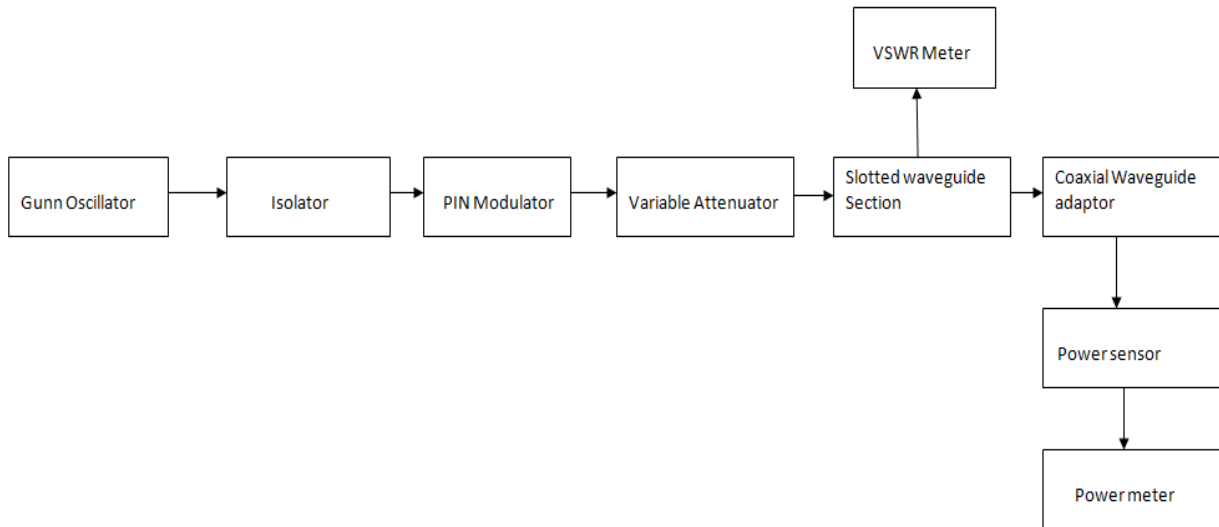 VSWR Meter
Gunn Oscillator
Isolator
PIN Modulator
Variable Attenuator
Slotted waveguide
Section
Coaxial Waveguide
adaptor
Power sensor
Power meter